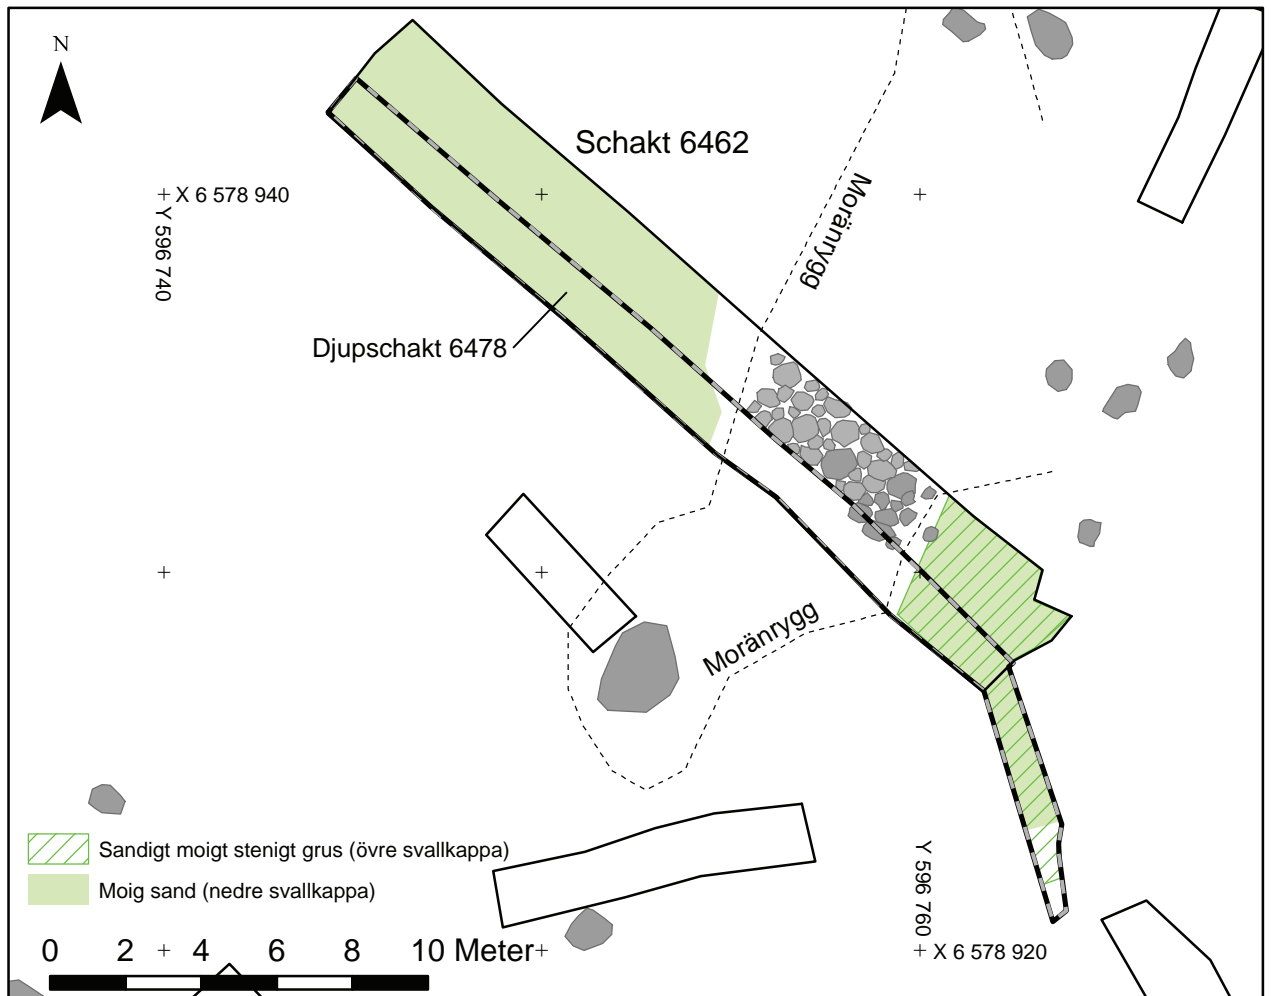 N
Schakt 6462
Moränrygg
X 6 578 940
Y 596 740
Djupschakt 6478
Moränrygg
Sandigt moigt stenigt grus (övre svallkappa)
Moig sand (nedre svallkappa)
Y 596 760
X 6 578 920
0 2 4 6 8 10 Meter